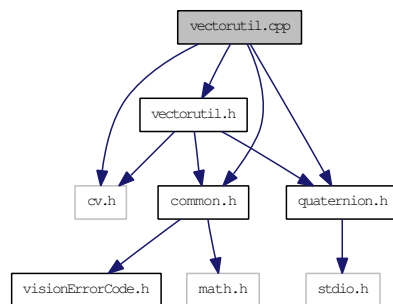 vectorutil.cpp
vectorutil.h
cv.h
common.h
quaternion.h
visionErrorCode.h
math.h
stdio.h